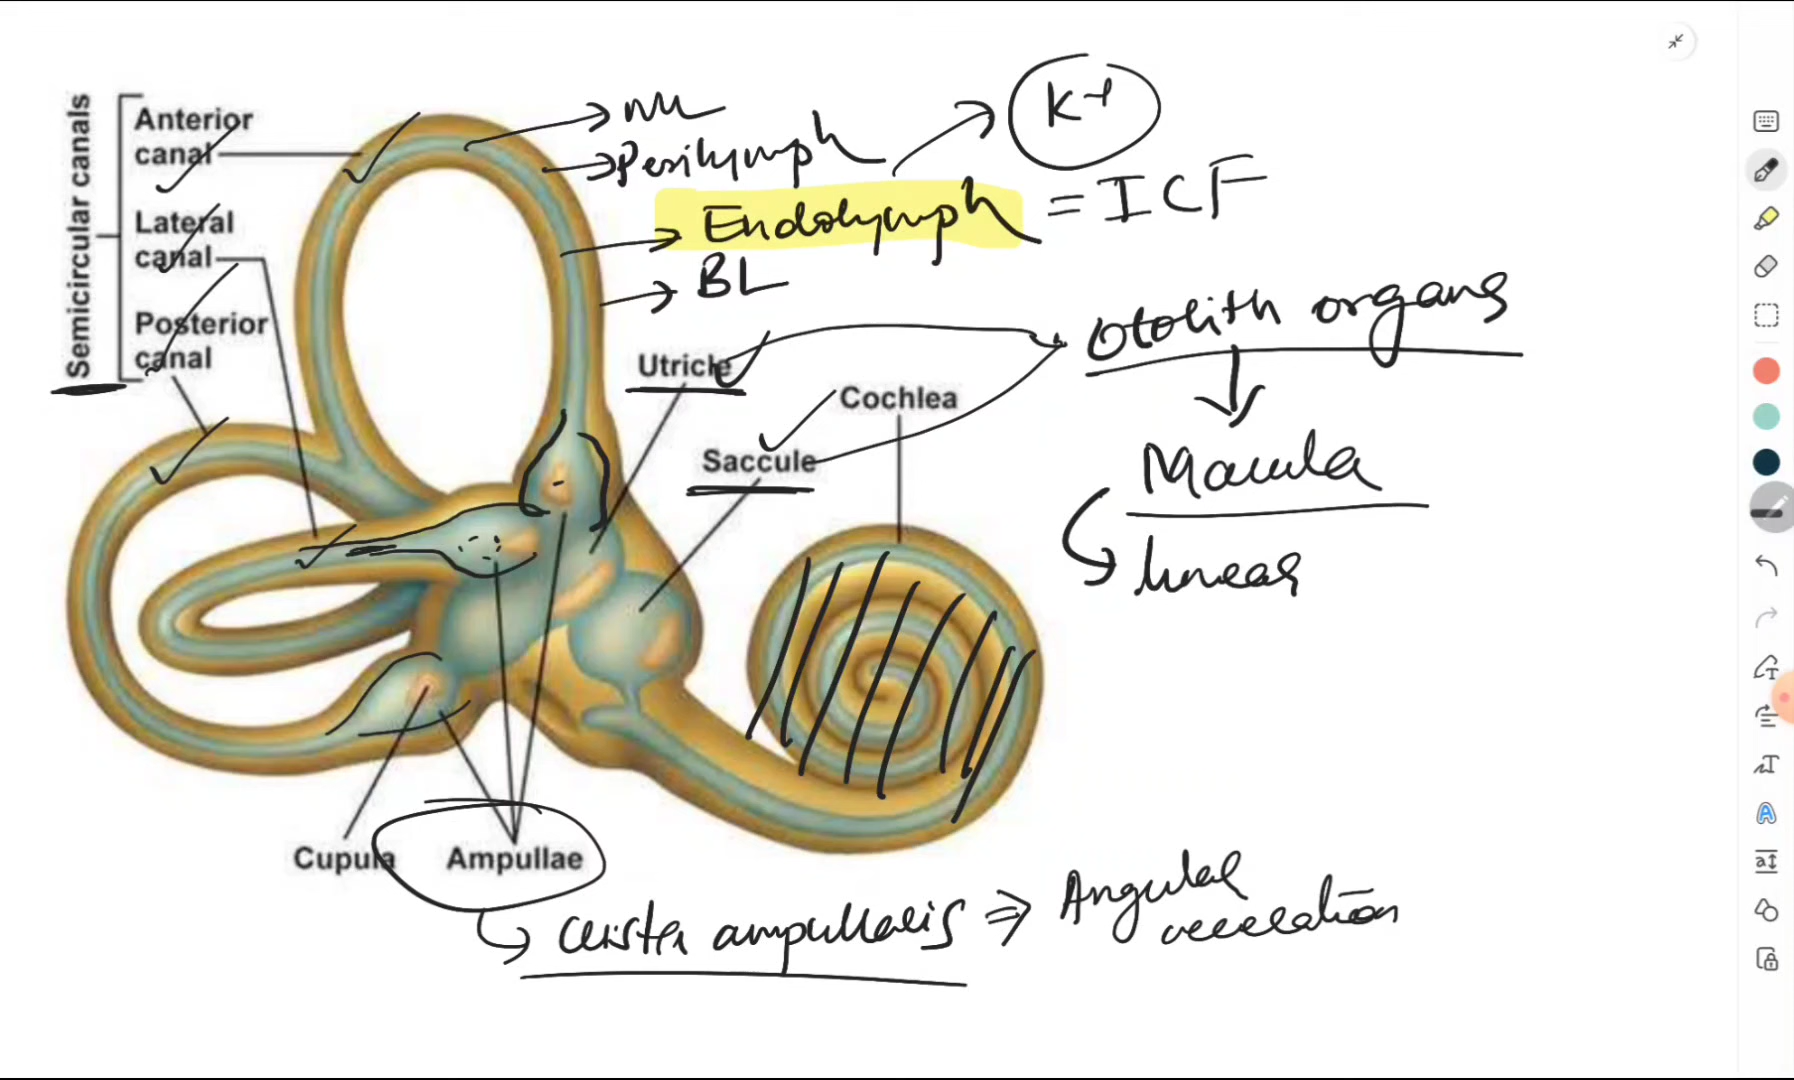 Semicircular canals
Anterior
canal
Lateral
canal
Posterior
canal
ML
Perilymph
Endolymph = ICF
K+
BL
Otolith organs
Utricle
Cochlea
Saccule
Macula
linear
Cupula
Ampullae
crista ampullaris ⇒ Angular
acceleration